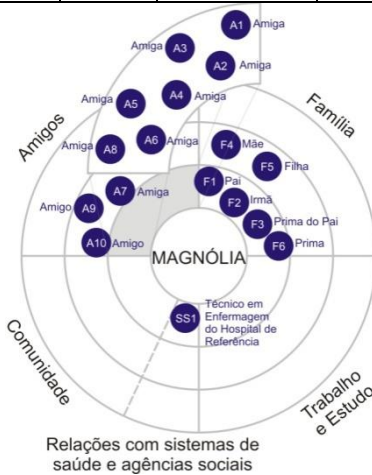 A1
Amiga
A3
Amiga
A2
Amiga
A4
Amiga
A5
Amiga
A6
Amiga
A8
Amiga
Amigos
Família
F4
Mãe
F5
Filha
F1
Pai
F2
Irmã
F3
Prima do Pai
F6
Prima
A7
Amiga
A9
Amigo
A10
Amigo
MAGNÓLIA
SS1
Técnico em
Enfermagem
do Hospital de
Referência
Comunidade
Trabalho
e Estudo
Relações com sistemas de
saúde e agências sociais